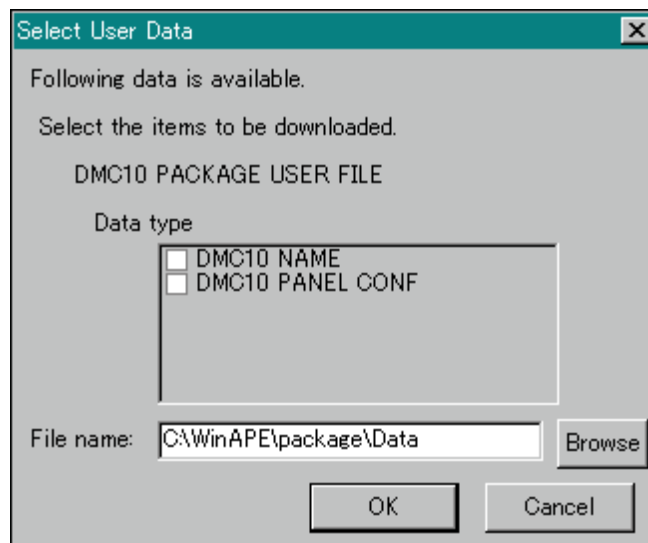 Select User Data
Following data is available.
Select the items to be downloaded.
DMC10 PACKAGE USER FILE
Data type
DMC10 NAME
DMC10 PANEL CONF
File name: C:\WinAPE\package\Data Browse
OK Cancel